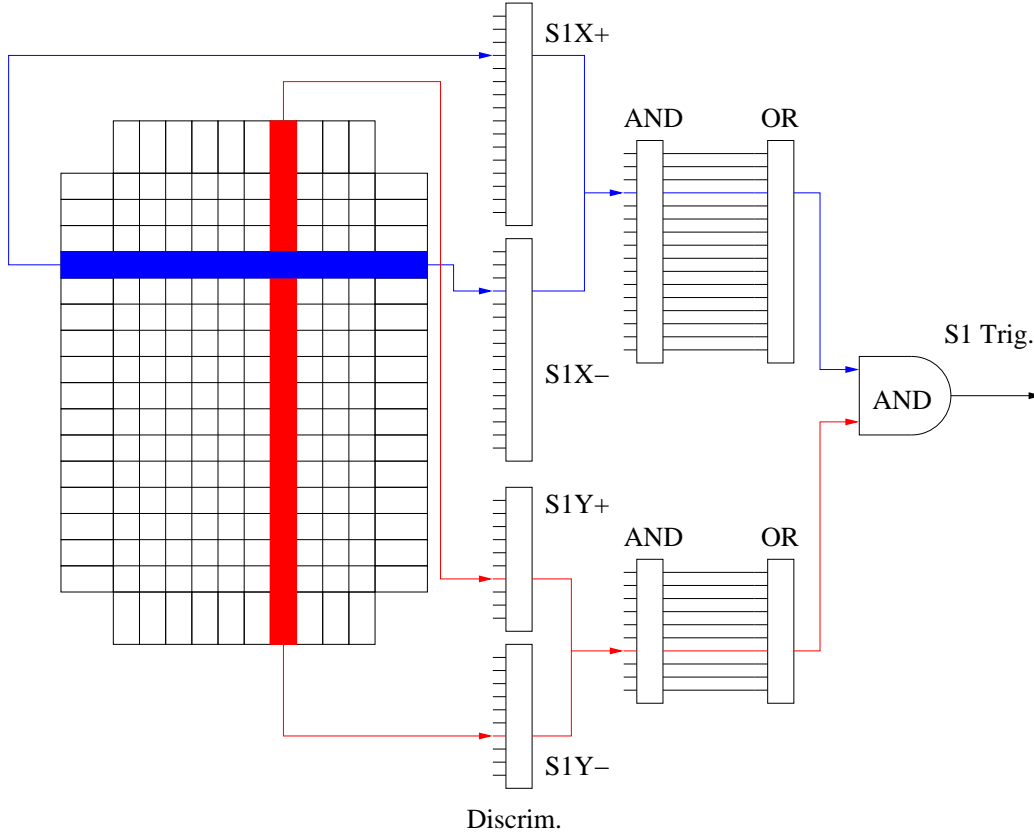 S1X+
AND
OR
S1X−
S1 Trig.
AND
S1Y+
AND
OR
S1Y−
Discrim.